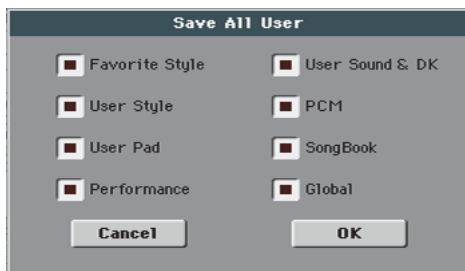 Save All User
Favorite Style
User Sound & DK
User Style
PCM
User Pad
SongBook
Performance
Global
Cancel
OK